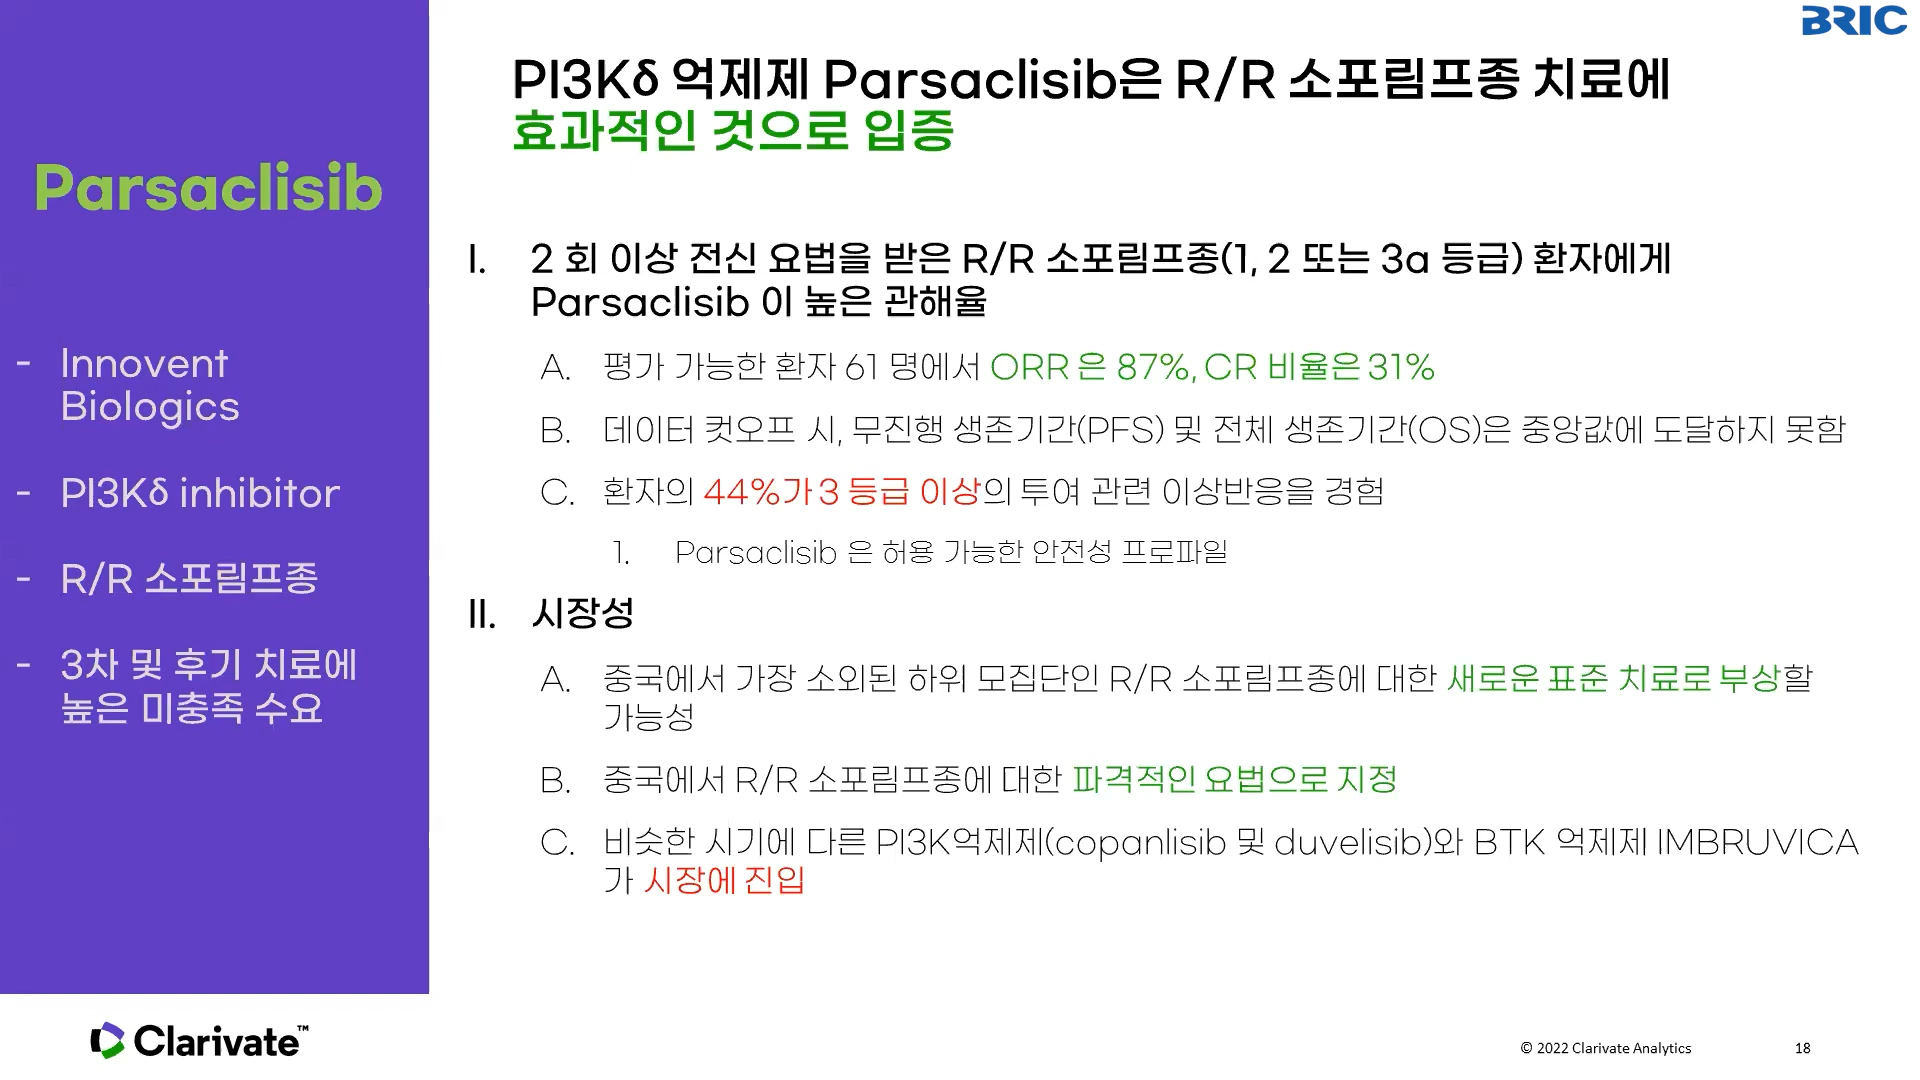 BRIC
PI3Kδ 억제제 Parsaclisib은 R/R 소포림프종 치료에
효과적인 것으로 입증
Parsaclisib
- Innovent
Biologics
- PI3Kδ inhibitor
- R/R 소포림프종
- 3차 및 후기 치료에
높은 미충족 수요
I. 2 회 이상 전신 요법을 받은 R/R 소포림프종(1, 2 또는 3a 등급) 환자에게
Parsaclisib 이 높은 관해율
A. 평가 가능한 환자 61 명에서 ORR 은 87%, CR 비율은 31%
B. 데이터 컷오프 시, 무진행 생존기간(PFS) 및 전체 생존기간(OS)은 중앙값에 도달하지 못함
C. 환자의 44%가 3 등급 이상의 투여 관련 이상반응을 경험
1. Parsaclisib 은 허용 가능한 안전성 프로파일
II. 시장성
A. 중국에서 가장 소외된 하위 모집단인 R/R 소포림프종에 대한 새로운 표준 치료로 부상할
가능성
B. 중국에서 R/R 소포림프종에 대한 파격적인 요법으로 지정
C. 비슷한 시기에 다른 PI3K억제제(copanlisib 및 duvelisib)와 BTK 억제제 IMBRUVICA
가 시장에 진입
Clarivate™
© 2022 Clarivate Analytics
18